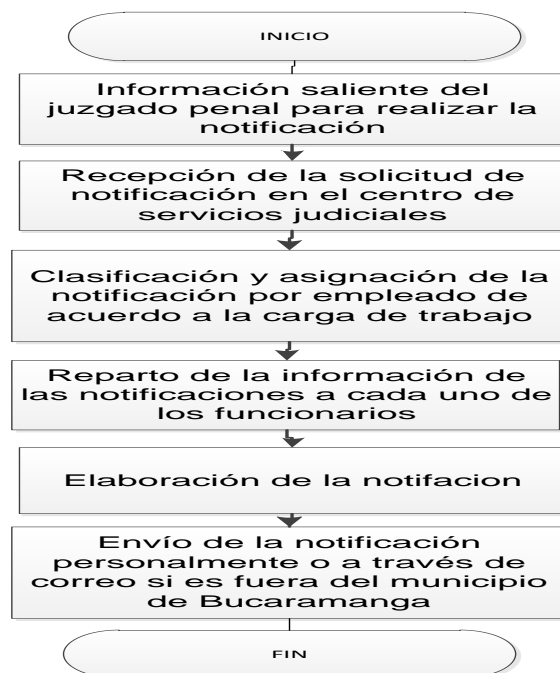 INICIO
Información saliente del
juzgado penal para realizar la
notificación
Recepción de la solicitud de
notificación en el centro de
servicios judiciales
Clasificación y asignación de la
notificación por empleado de
acuerdo a la carga de trabajo
Reparto de la información de
las notificaciones a cada uno de
los funcionarios
Elaboración de la notifacion
Envío de la notificación
personalmente o a través de
correo si es fuera del municipio
de Bucaramanga
FIN